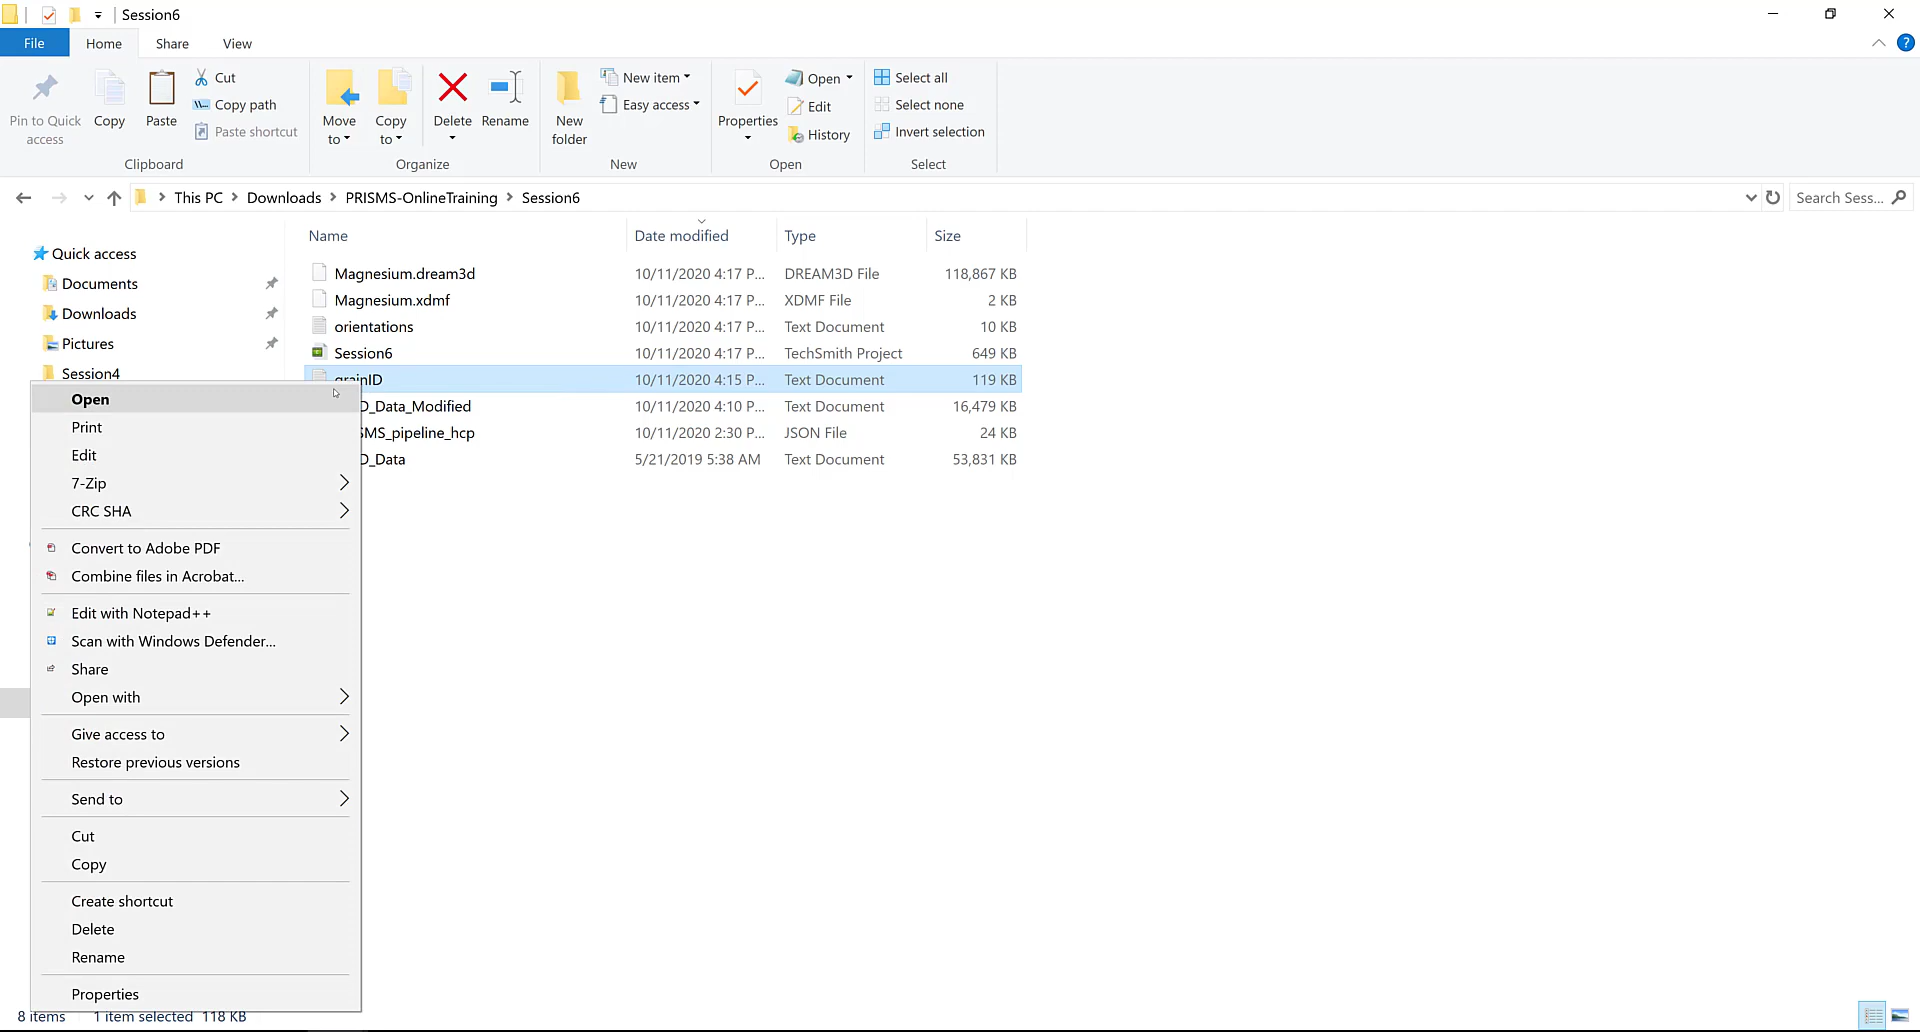 Session6
File
Home
Share
View
Pin to Quick
access
Copy
Paste
Cut
Copy path
Paste shortcut
Clipboard
Move
to
Copy
to
Delete
Rename
Organize
New
folder
New item
Easy access
New
Properties
Open
Edit
History
Open
Select all
Select none
Invert selection
Select
This PC > Downloads > PRISMS-OnlineTraining > Session6
Search Sess...
Quick access
Documents
Downloads
Pictures
Session4
Name Date modified Type Size
Magnesium.dream3d 10/11/2020 4:17 P... DREAM3D File 118,867 KB
Magnesium.xdmf 10/11/2020 4:17 P... XDMF File 2 KB
orientations 10/11/2020 4:17 P... Text Document 10 KB
Session6 10/11/2020 4:17 P... TechSmith Project 649 KB
grainID 10/11/2020 4:15 P... Text Document 119 KB
D_Data_Modified 10/11/2020 4:10 P... Text Document 16,479 KB
SMS_pipeline_hcp 10/11/2020 2:30 P... JSON File 24 KB
D_Data 5/21/2019 5:38 AM Text Document 53,831 KB
Open
Print
Edit
7-Zip
CRC SHA
Convert to Adobe PDF
Combine files in Acrobat...
Edit with Notepad++
Scan with Windows Defender...
Share
Open with
Give access to
Restore previous versions
Send to
Cut
Copy
Create shortcut
Delete
Rename
Properties
8 items 1 item selected 118 KB